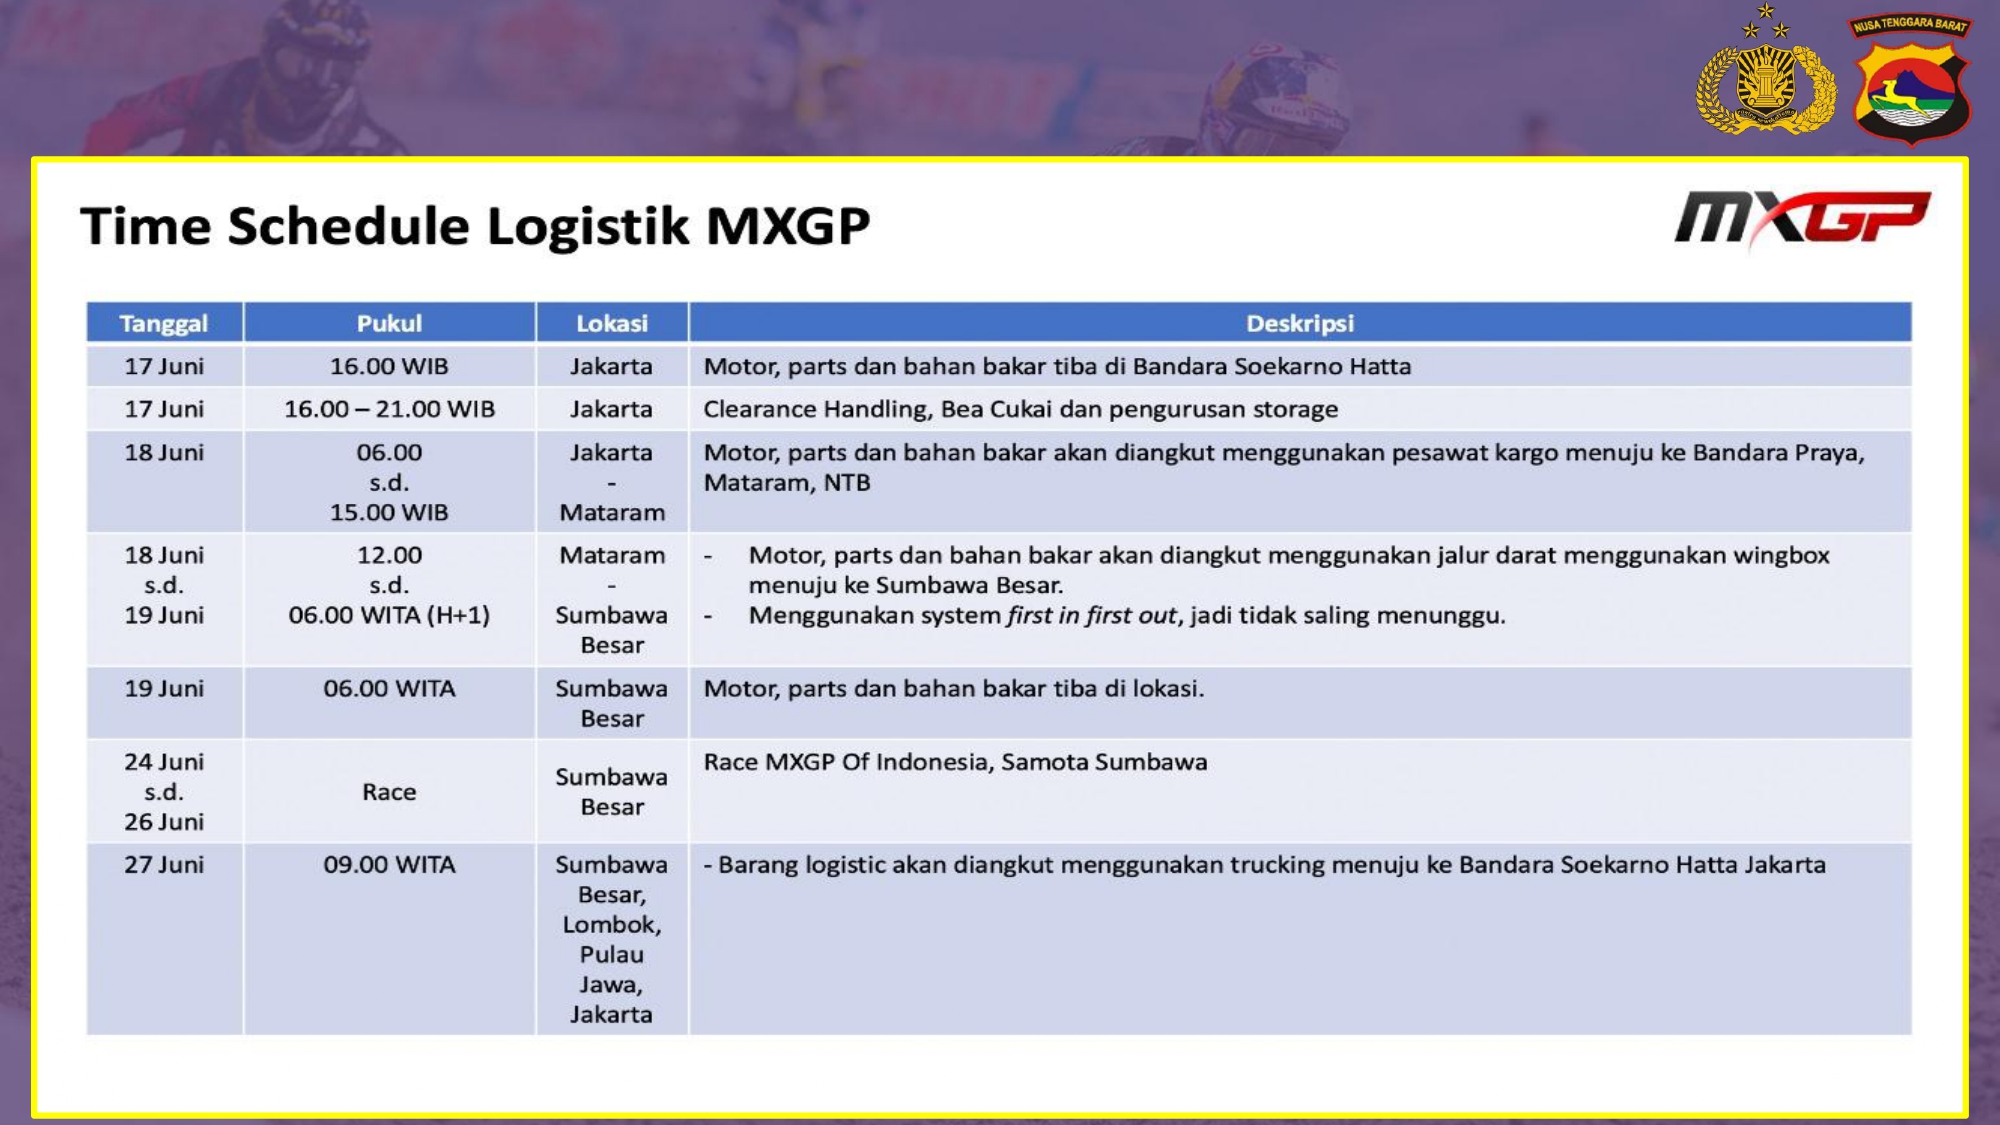 NUSA TENGGARA BARAT
Time Schedule Logistik MXGP
MXGP
Tanggal Pukul Lokasi Deskripsi
17 Juni 16.00 WIB Jakarta Motor, parts dan bahan bakar tiba di Bandara Soekarno Hatta
17 Juni 16.00 – 21.00 WIB Jakarta Clearance Handling, Bea Cukai dan pengurusan storage
18 Juni 06.00 Jakarta Motor, parts dan bahan bakar akan diangkut menggunakan pesawat kargo menuju ke Bandara Praya,
s.d. - Mataram, NTB
15.00 WIB Mataram
18 Juni 12.00 Mataram - Motor, parts dan bahan bakar akan diangkut menggunakan jalur darat menggunakan wingbox
s.d. s.d. - menuju ke Sumbawa Besar.
19 Juni 06.00 WITA (H+1) Sumbawa - Menggunakan system first in first out, jadi tidak saling menunggu.
Besar
19 Juni 06.00 WITA Sumbawa Motor, parts dan bahan bakar tiba di lokasi.
Besar
24 Juni Race MXGP Of Indonesia, Samota Sumbawa
s.d. Race Sumbawa
26 Juni Besar
27 Juni 09.00 WITA Sumbawa - Barang logistic akan diangkut menggunakan trucking menuju ke Bandara Soekarno Hatta Jakarta
Besar,
Lombok,
Pulau
Jawa,
Jakarta